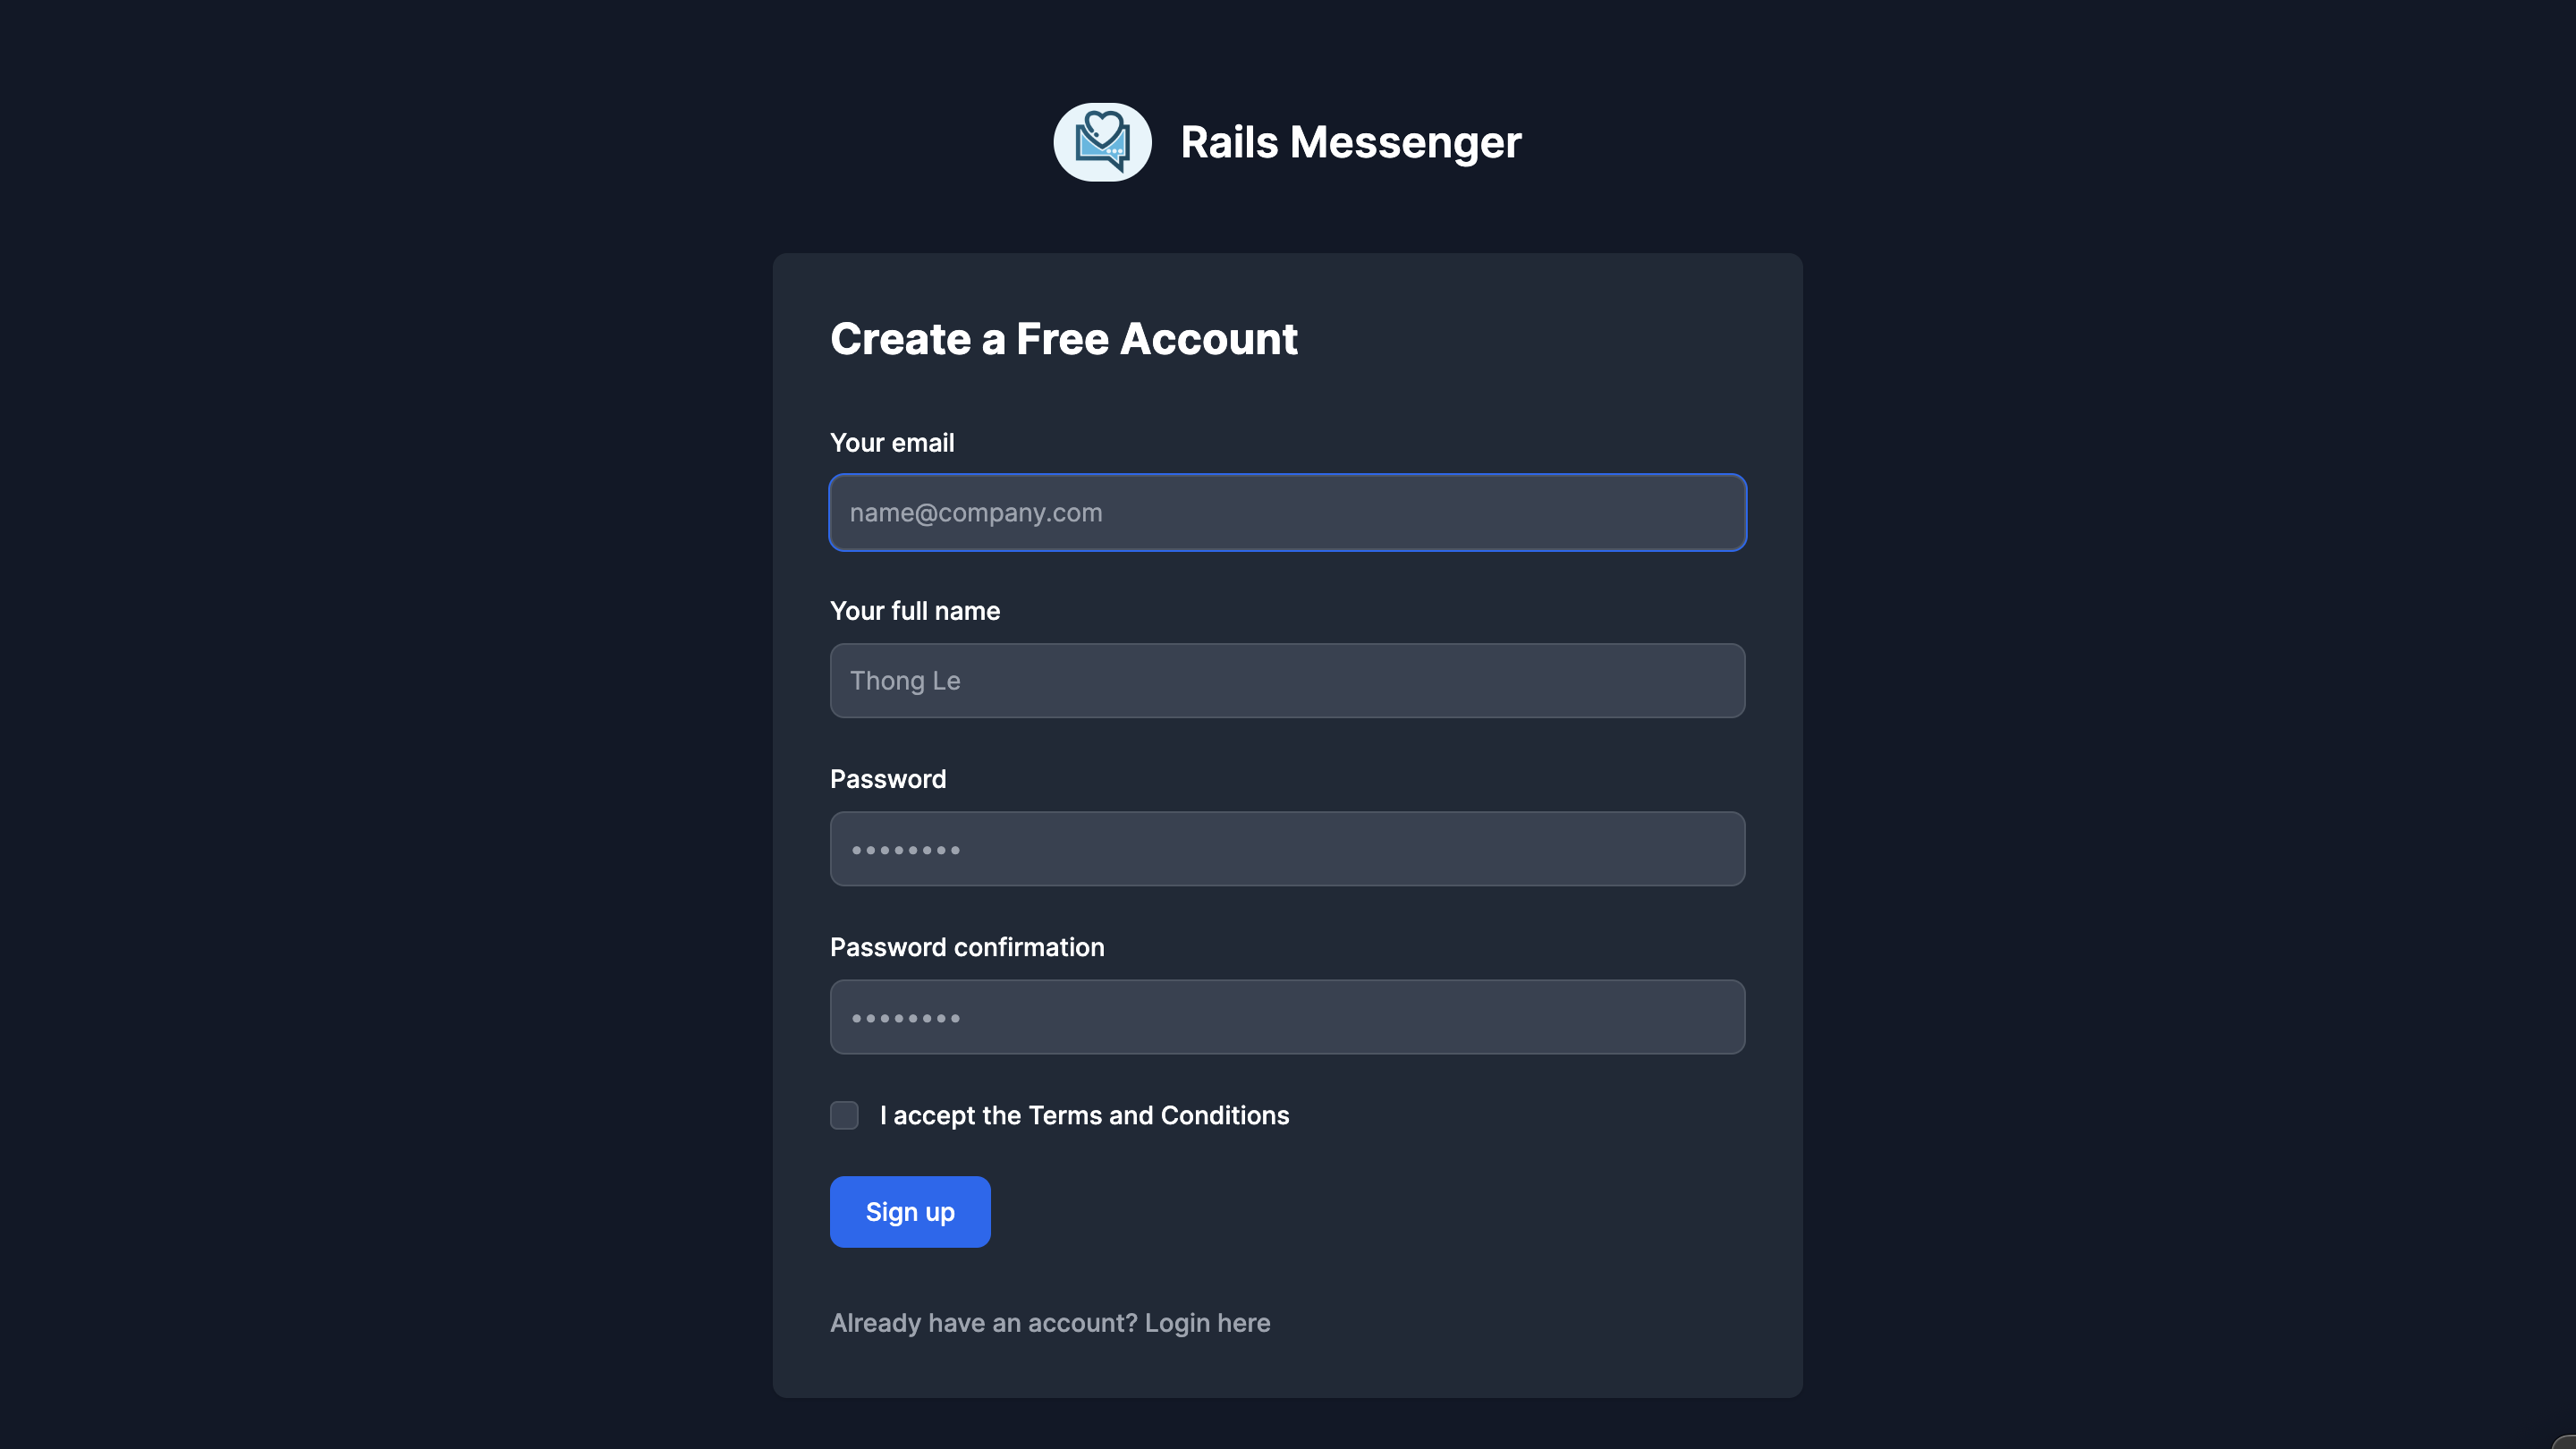 Rails Messenger
Create a Free Account
Your email
name@company.com
Your full name
Thong Le
Password
••••••••
Password confirmation
••••••••
I accept the Terms and Conditions
Sign up
Already have an account? Login here